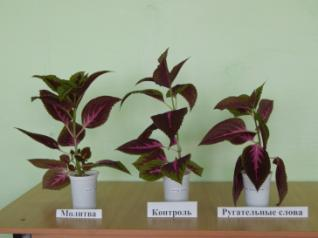 Молитва
Контроль
Ругательные слова